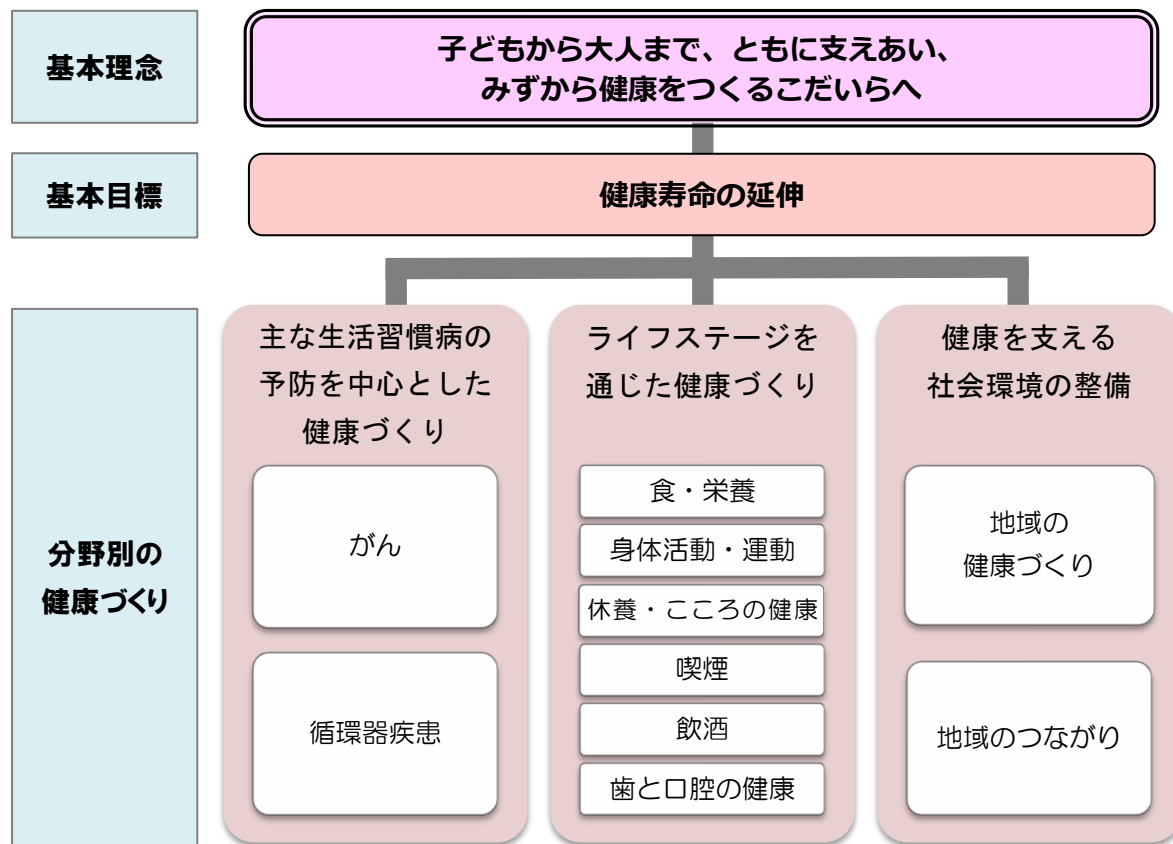 基本理念
子どもから大人まで、ともに支えあい、
みずから健康をつくるこだいらへ
基本目標
健康寿命の延伸
分野別の
健康づくり
主な生活習慣病の
予防を中心とした
健康づくり
がん
循環器疾患
ライフステージを
通じた健康づくり
食・栄養
身体活動・運動
休養・こころの健康
喫煙
飲酒
歯と口腔の健康
健康を支える
社会環境の整備
地域の
健康づくり
地域のつながり